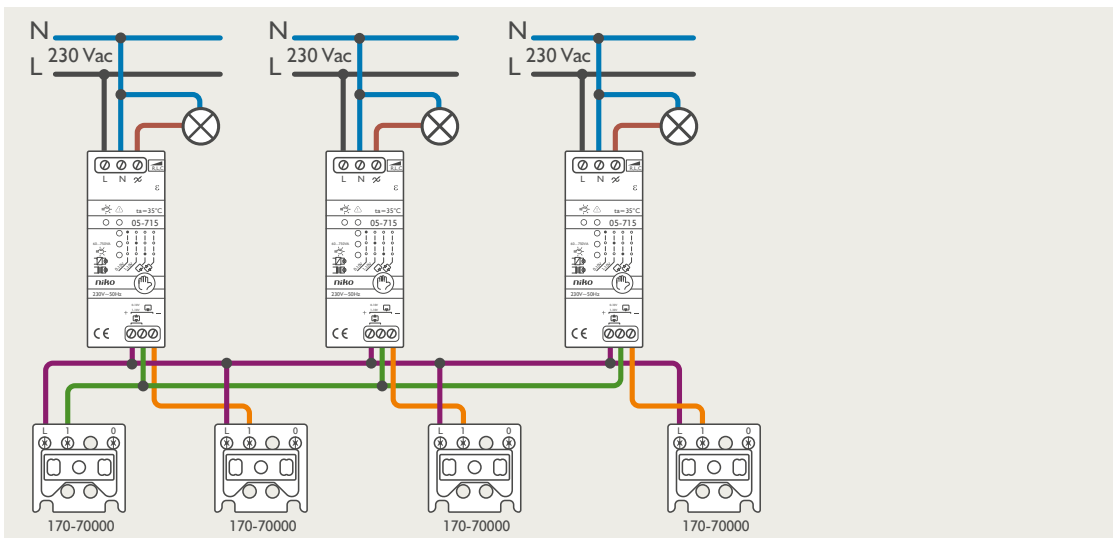 N N N
230 Vac 230 Vac 230 Vac
L L L
R,L,C R,L,C R,L,C
L N L N L N
ε ε ε
ta=35°C ta=35°C ta=35°C
05-715 05-715 05-715
niko niko niko
230V~50Hz 230V~50Hz 230V~50Hz
+ - + - + -
CE CE CE
L 1 0 L 1 0 L 1 0 L 1 0
170-70000 170-70000 170-70000 170-70000